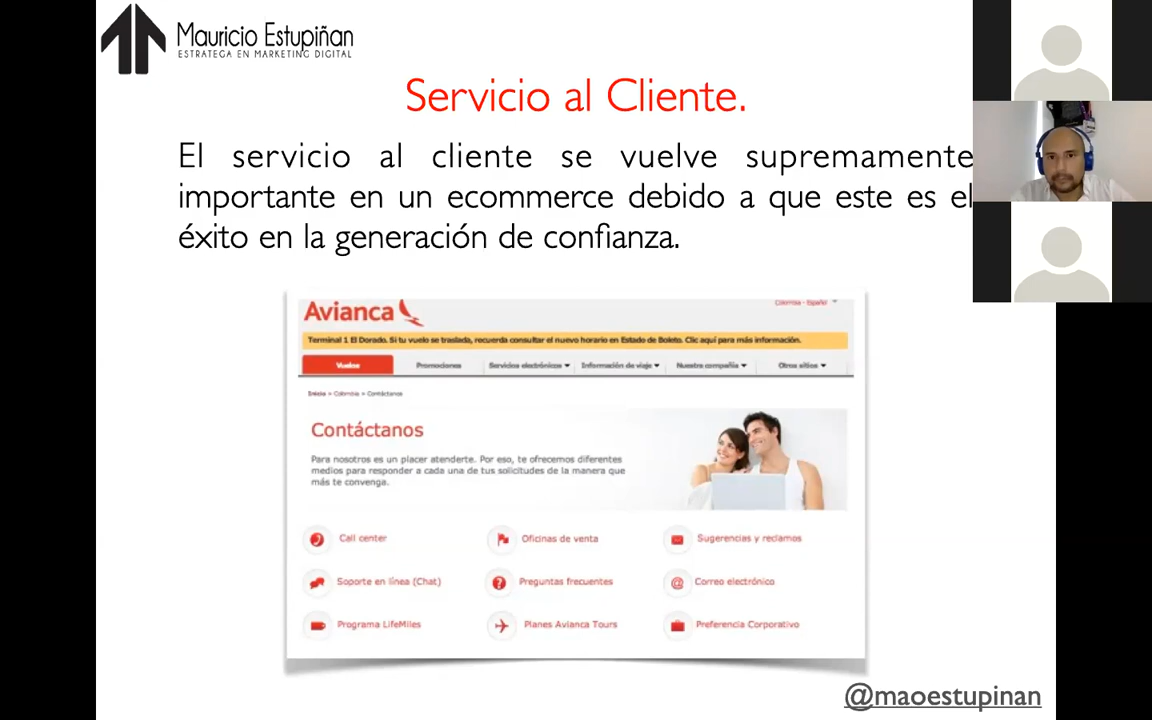 Mauricio Estupiñan
ESTRATEGA EN MARKETING DIGITAL
Servicio al Cliente.
El servicio al cliente se vuelve supremamente
importante en un ecommerce debido a que este es el
éxito en la generación de confianza.
Avianca
Colombia - Español
Terminal 1 El Dorado. Si tu vuelo se traslada, recuerda consultar el nuevo horario en Estado de Boleto. Clic aquí para más información.
Vuelos Promociones Servicios electrónicos Información de viaje Nuestra compañía Otros sitios
Inicio > Colombia > Contáctanos
Contáctanos
Para nosotros es un placer atenderte. Por eso, te ofrecemos diferentes
medios para responder a cada una de tus solicitudes de la manera que
más te convenga.
Call center Oficinas de venta Sugerencias y reclamos
Soporte en línea (Chat) Preguntas frecuentes Correo electrónico
Programa LifeMiles Planes Avianca Tours Preferencia Corporativo
@maoestupinan